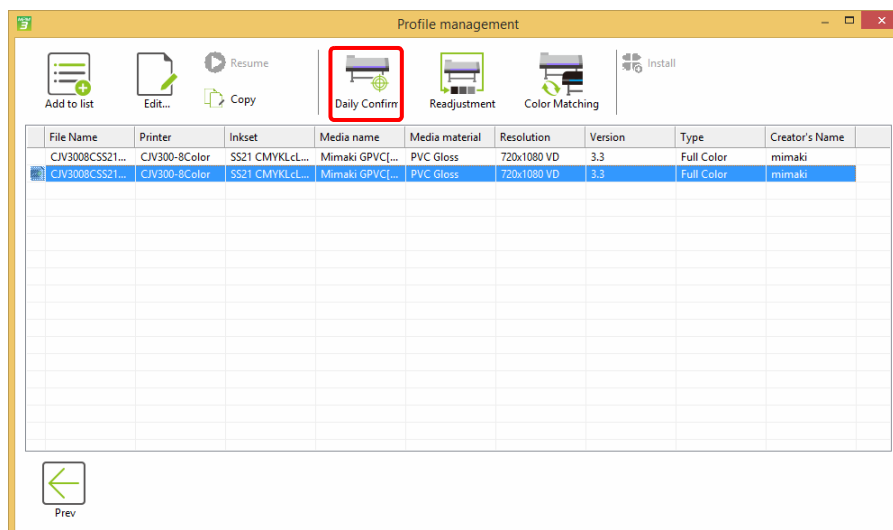 Profile management
Resume
Install
Copy
Add to list
Edit...
Daily Confirm
Readjustment
Color Matching
File Name Printer Inkset Media name Media material Resolution Version Type Creator's Name
CJV3008CSS21... CJV300-8Color SS21 CMYKLcL... Mimaki GPVC[... PVC Gloss 720x1080 VD 3.3 Full Color mimaki
CJV3008CSS21... CJV300-8Color SS21 CMYKLcL... Mimaki GPVC[... PVC Gloss 720x1080 VD 3.3 Full Color mimaki
Prev